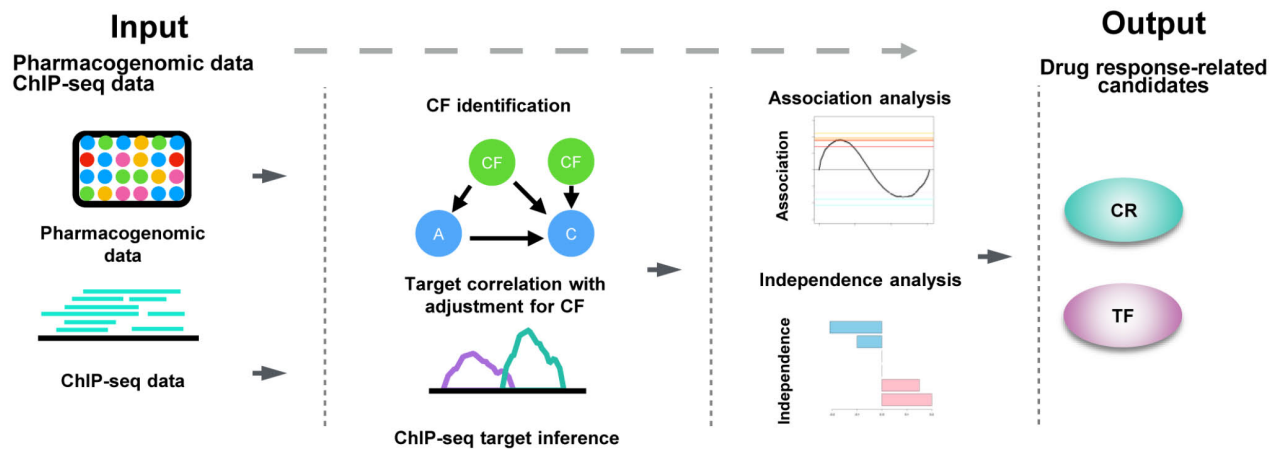 Input
Pharmacogenomic data
ChIP-seq data
Pharmacogenomic
data
ChIP-seq data
CF identification
CF
CF
A
C
Target correlation with
adjustment for CF
ChIP-seq target inference
Association analysis
Association
Independence analysis
Independence
Output
Drug response-related
candidates
CR
TF